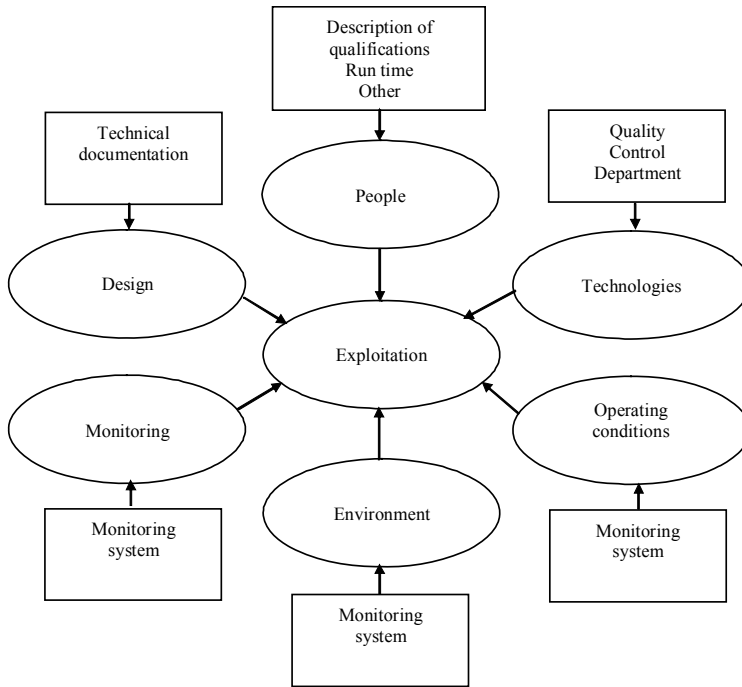 Description of
qualifications
Run time
Other
Technical
documentation
Quality
Control
Department
People
Design
Technologies
Exploitation
Monitoring
Operating
conditions
Environment
Monitoring
system
Monitoring
system
Monitoring
system